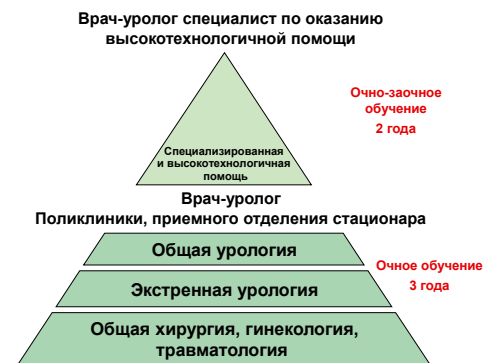 Врач-уролог специалист по оказанию
высокотехнологичной помощи
Очно-заочное
обучение
2 года
Специализированная
и высокотехнологичная
помощь
Врач-уролог
Поликлиники, приемного отделения стационара
Общая урология
Очное обучение
3 года
Экстренная урология
Общая хирургия, гинекология,
травматология